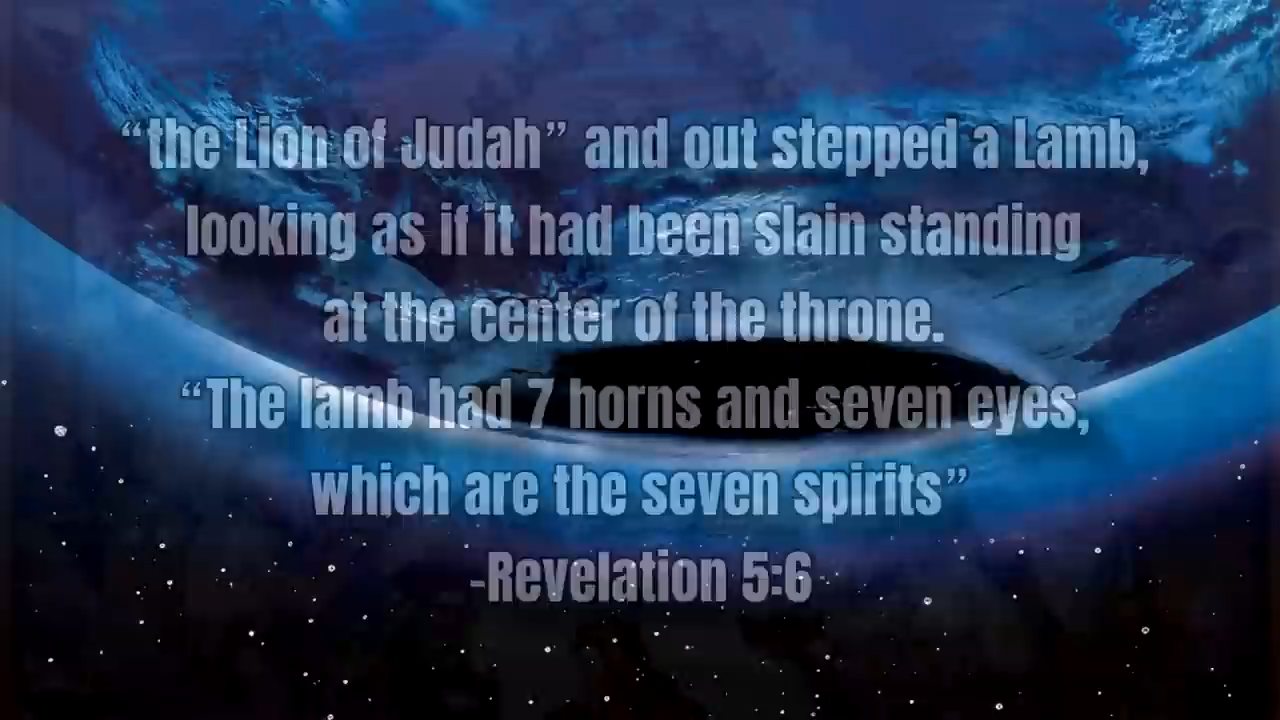 “the Lion of Judah” and out stepped a Lamb,
looking as if it had been slain standing
at the center of the throne.
“The lamb had 7 horns and seven eyes,
which are the seven spirits”
-Revelation 5:6